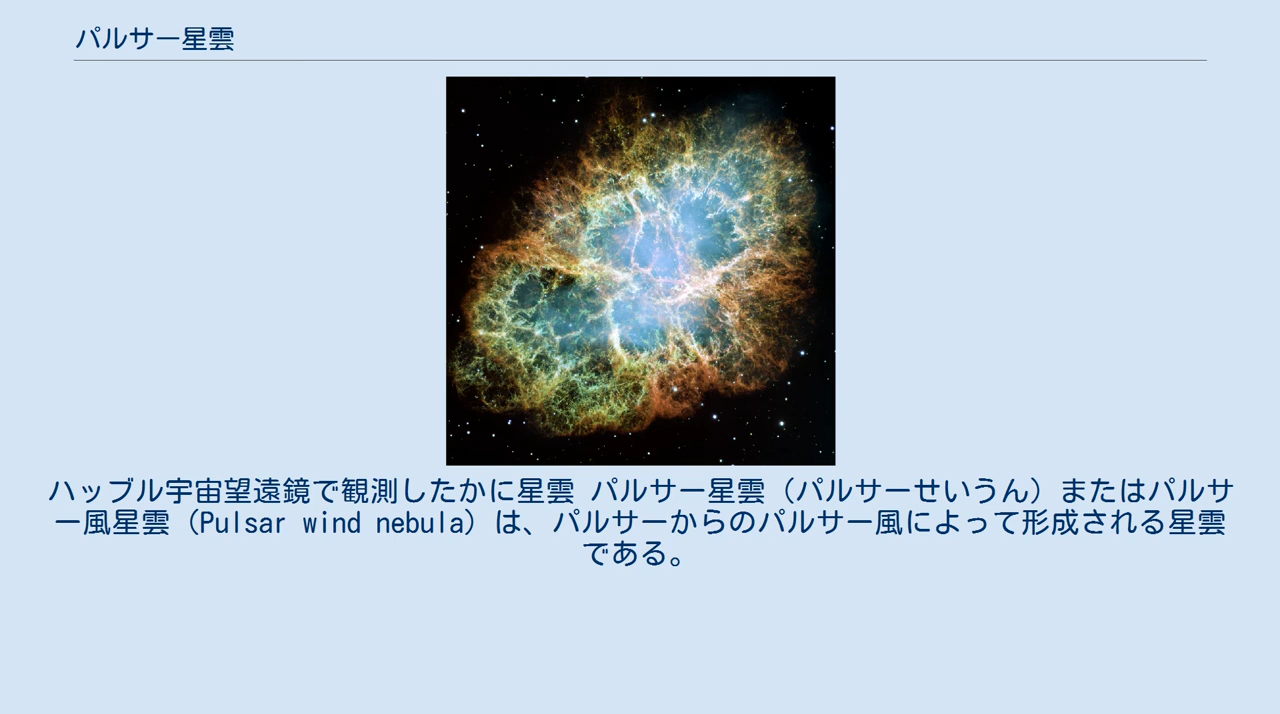 パルサー星雲
ハッブル宇宙望遠鏡で観測したかに星雲 パルサー星雲（パルサーせいうん）またはパルサ
ー風星雲（Pulsar wind nebula）は、パルサーからのパルサー風によって形成される星雲
である。